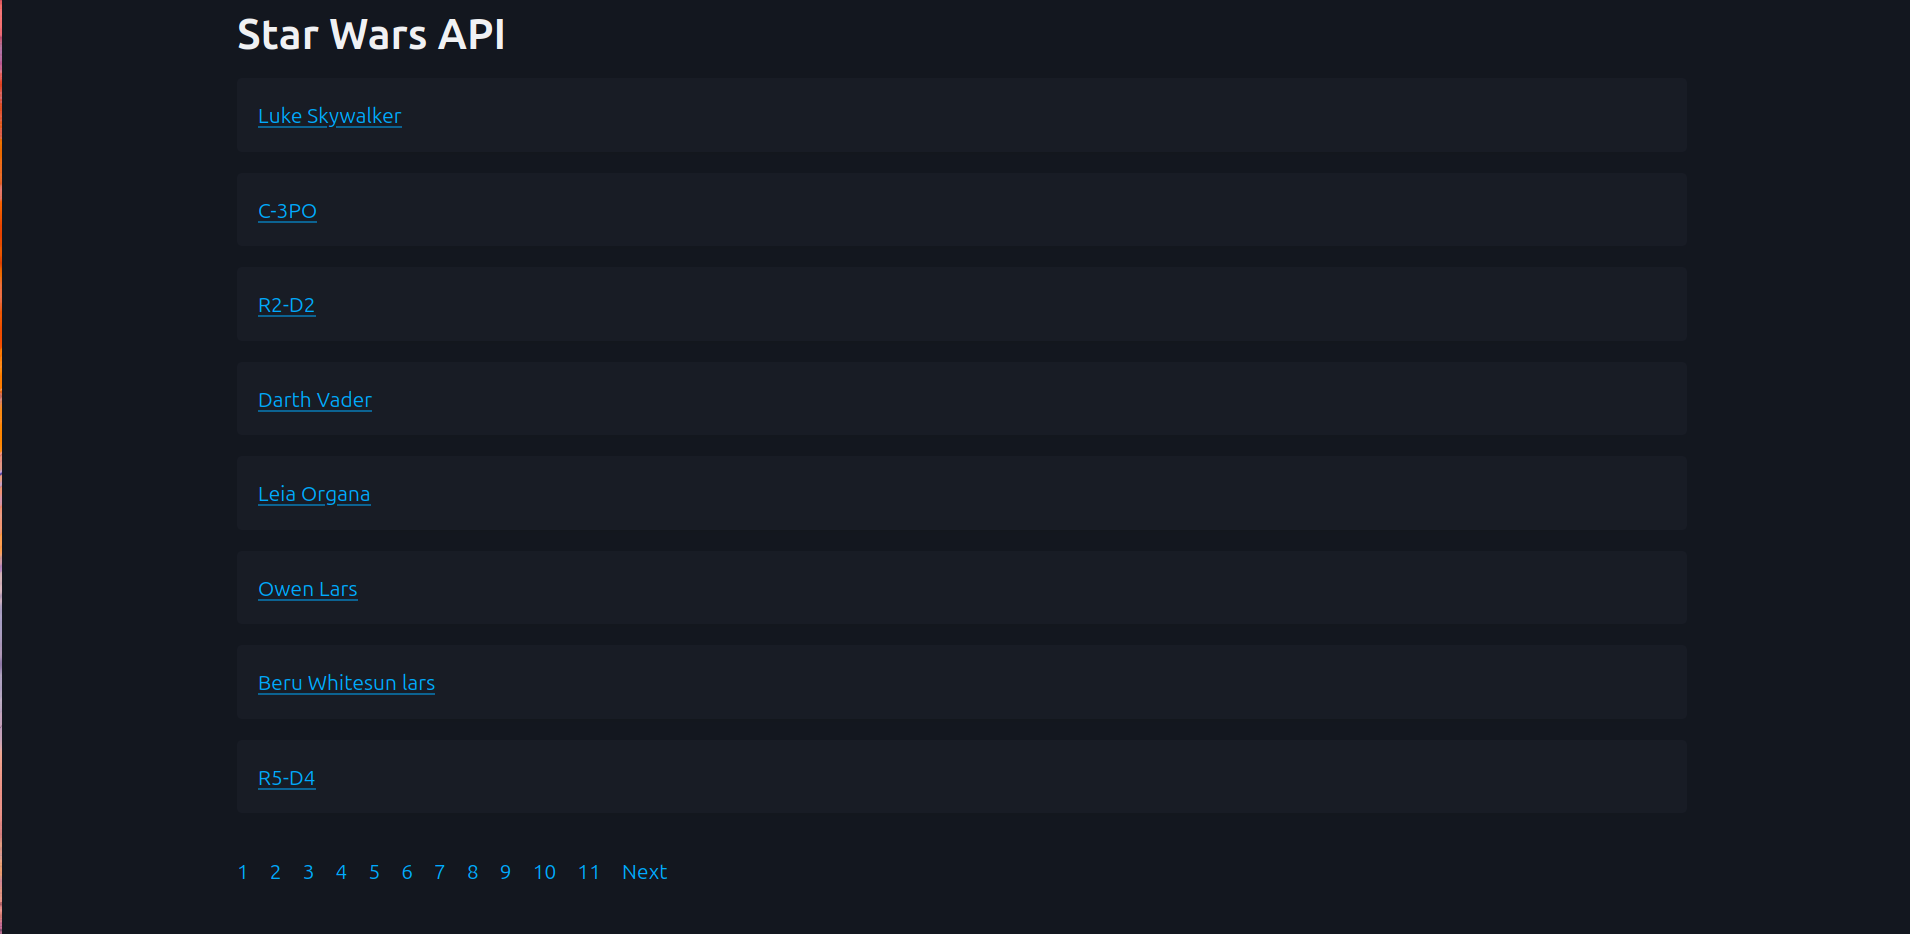 Star Wars API
Luke Skywalker
C-3PO
R2-D2
Darth Vader
Leia Organa
Owen Lars
Beru Whitesun lars
R5-D4
1 2 3 4 5 6 7 8 9 10 11 Next